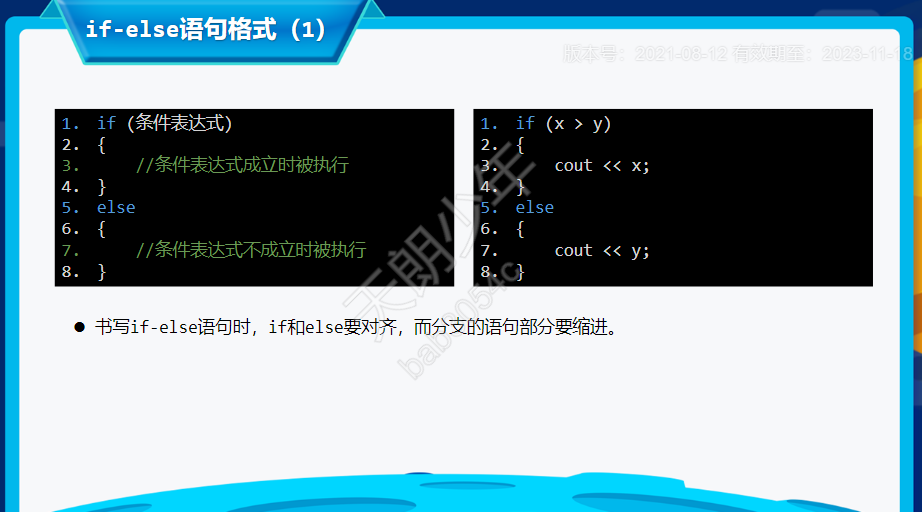 if-else语句格式（1）
版本号：2021-08-12 有效期至：2023-11-18
1. if (条件表达式)
2. {
3. //条件表达式成立时被执行
4. }
5. else
6. {
7. //条件表达式不成立时被执行
8. }
1. if (x > y)
2. {
3. cout << x;
4. }
5. else
6. {
7. cout << y;
8. }
天朗少年
● 书写if-else语句时，if和else要对齐，而分支的语句部分要缩进。